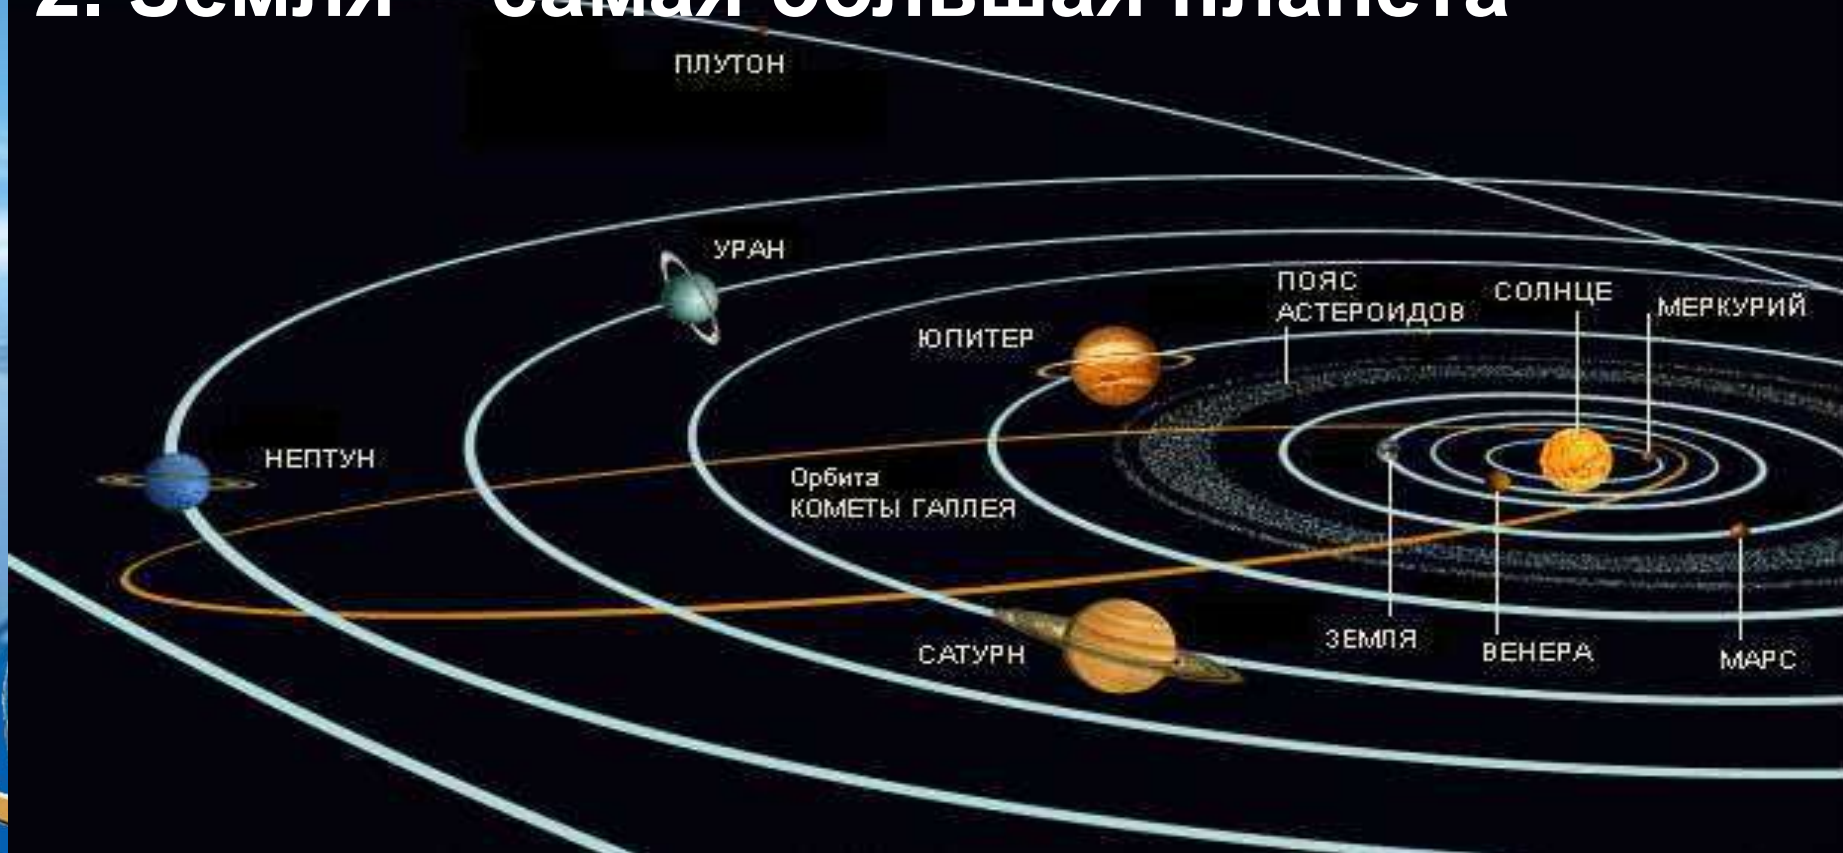 2. Земля – самая большая планета
ПЛУТОН
УРАН
ПОЯС
АСТЕРОИДОВ
СОЛНЦЕ
МЕРКУРИЙ
ЮПИТЕР
НЕПТУН
Орбита
КОМЕТЫ ГАЛЛЕЯ
САТУРН
ЗЕМЛЯ
ВЕНЕРА
МАРС